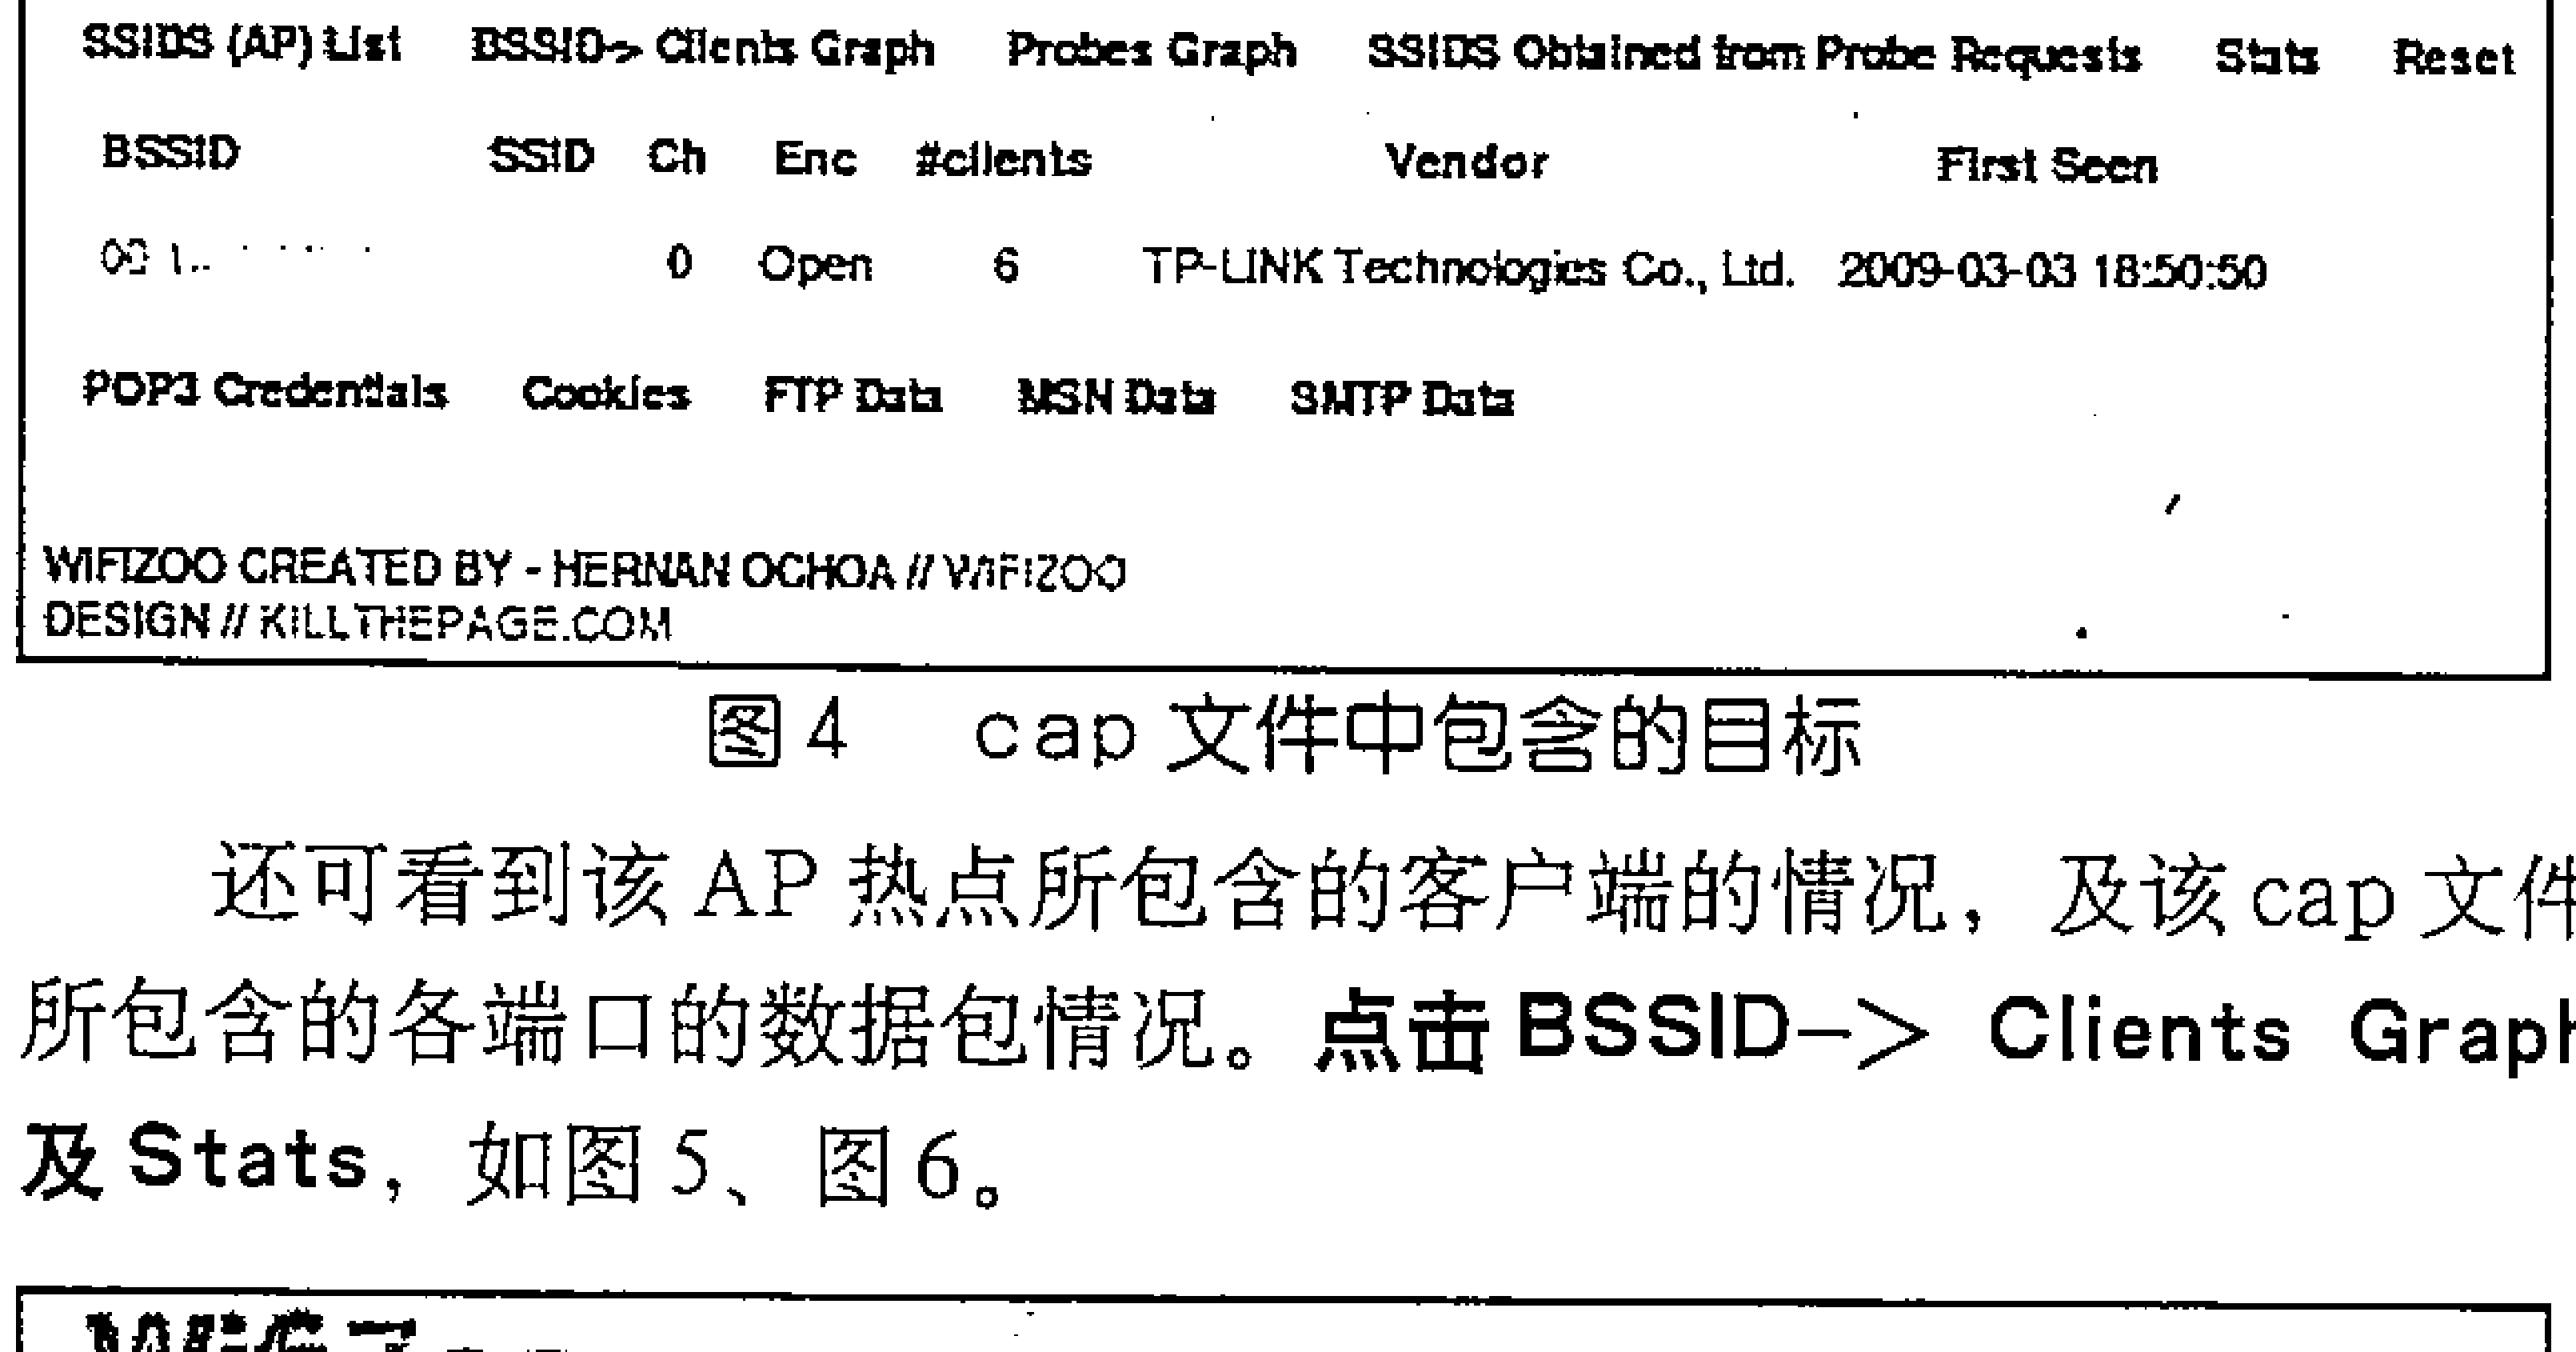 SSIDS (AP) List BSSID-> Clients Graph Probes Graph SSIDS Obtained from Probe Requests Stats Reset
BSSID SSID Ch Enc #clients Vendor First Seen
0 Open 6 TP-LINK Technologies Co., Ltd. 2009-03-03 18:50:50
POP3 Credentials Cookies FTP Data MSN Data SMTP Data
WIFIZOO CREATED BY - HERNAN OCHOA // WIFIZOO
DESIGN // KILLTHEPAGE.COM
图4 cap文件中包含的目标
还可看到该AP热点所包含的客户端的情况，及该cap文件
所包含的各端口的数据包情况。点击BSSID-> Clients Graph
及Stats，如图5、图6。